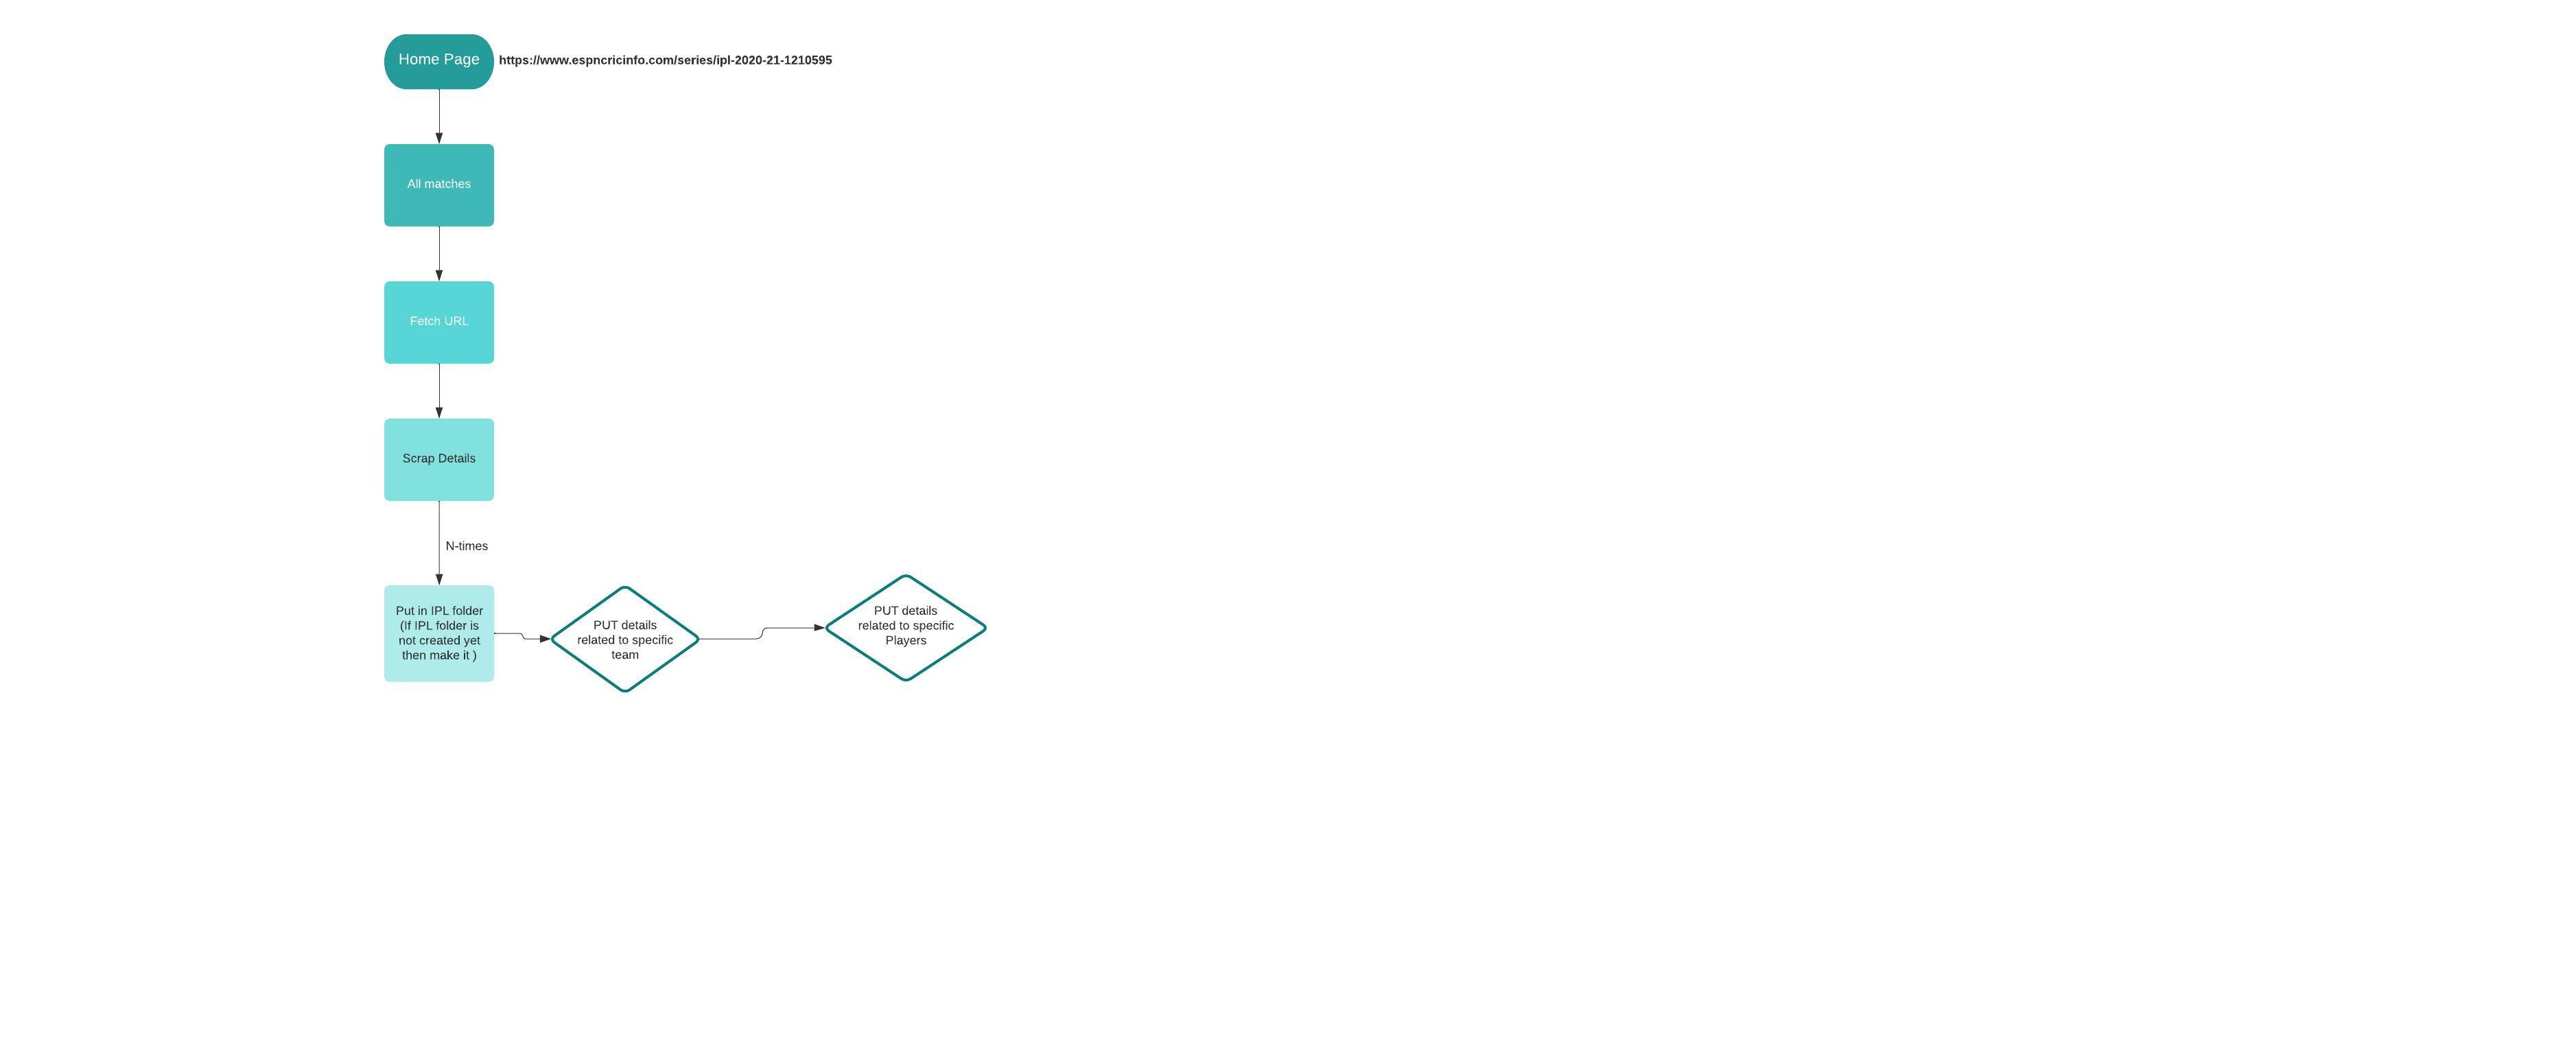 Home Page
https://www.espncricinfo.com/series/ipl-2020-21-1210595
All matches
Fetch URL
Scrap Details
N-times
Put in IPL folder
(If IPL folder is
not created yet
then make it )
PUT details
related to specific
team
PUT details
related to specific
Players